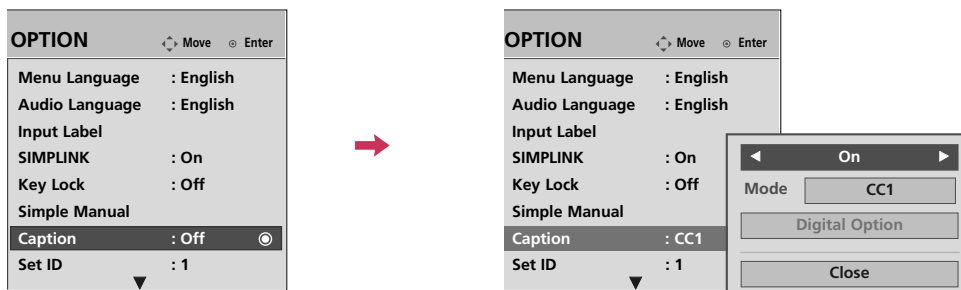 OPTION Move Enter
Menu Language : English
Audio Language : English
Input Label
SIMPLINK : On
Key Lock : Off
Simple Manual
Caption : Off
Set ID : 1
OPTION Move Enter
Menu Language : English
Audio Language : English
Input Label
SIMPLINK : On
Key Lock : Off
Simple Manual
Caption : CC1
Set ID : 1
On
Mode CC1
Digital Option
Close